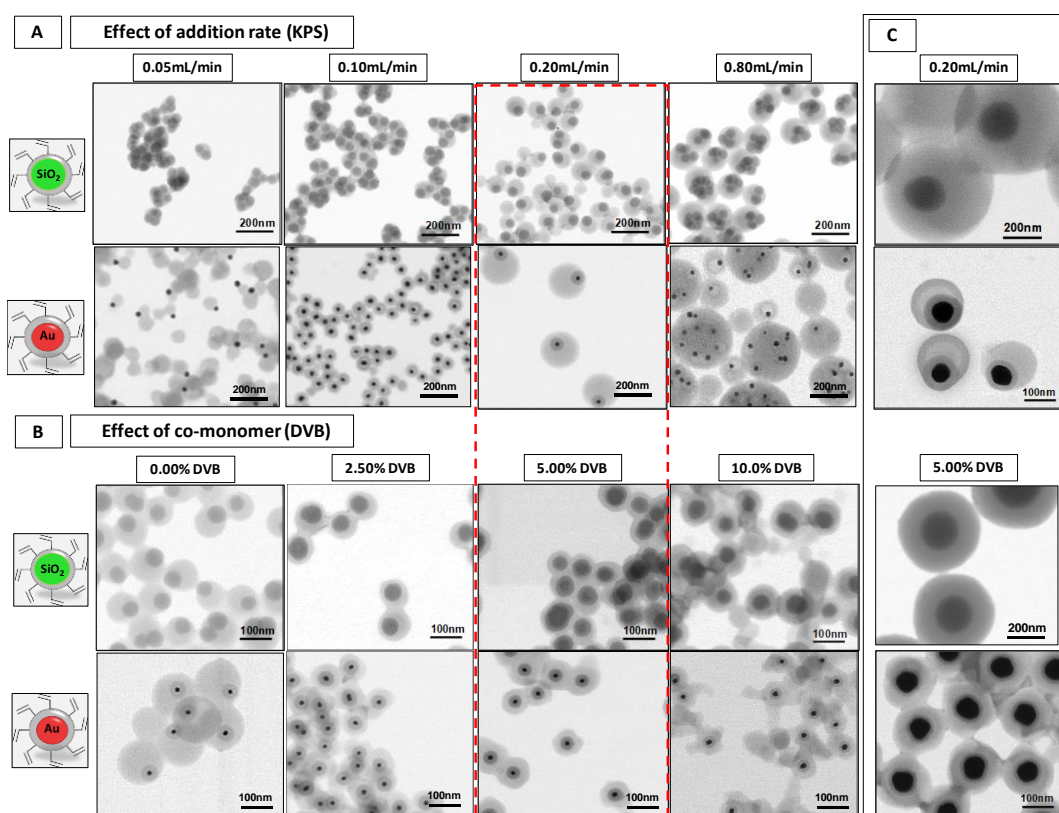 A
Effect of addition rate (KPS)
C
0.05mL/min
0.10mL/min
0.20mL/min
0.80mL/min
0.20mL/min
SiO₂
200nm
200nm
200nm
200nm
200nm
Au
200nm
200nm
200nm
200nm
100nm
B
Effect of co-monomer (DVB)
0.00% DVB
2.50% DVB
5.00% DVB
10.0% DVB
5.00% DVB
SiO₂
100nm
100nm
100nm
100nm
200nm
Au
100nm
100nm
100nm
100nm
100nm